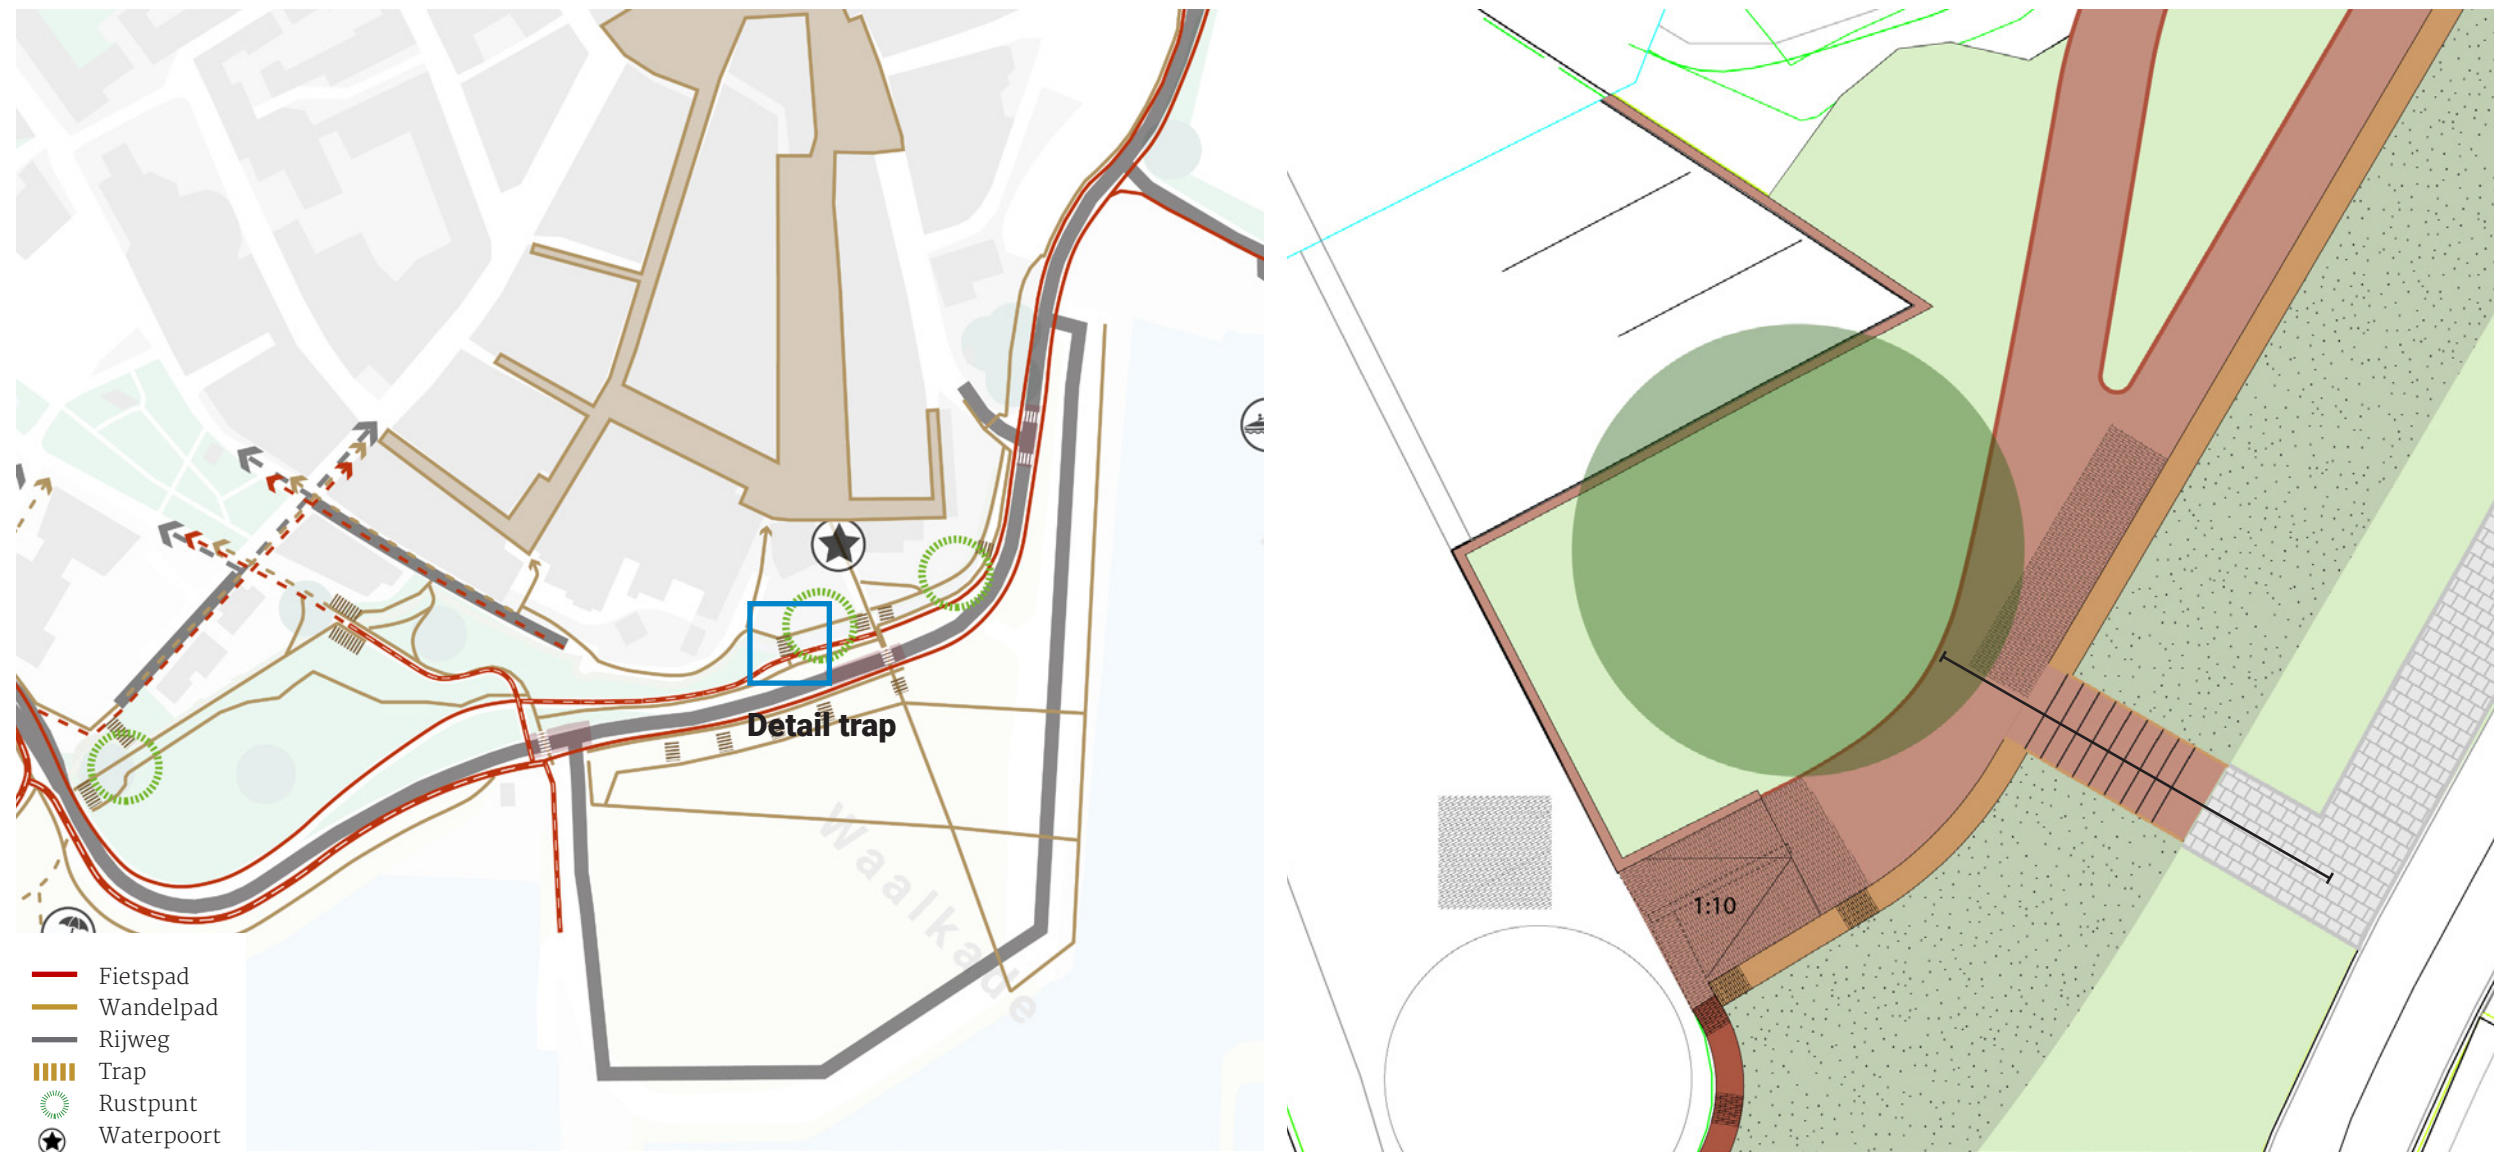 Detail trap
Waalkade
Fietspad
Wandelpad
Rijweg
Trap
Rustpunt
Waterpoort
1:10